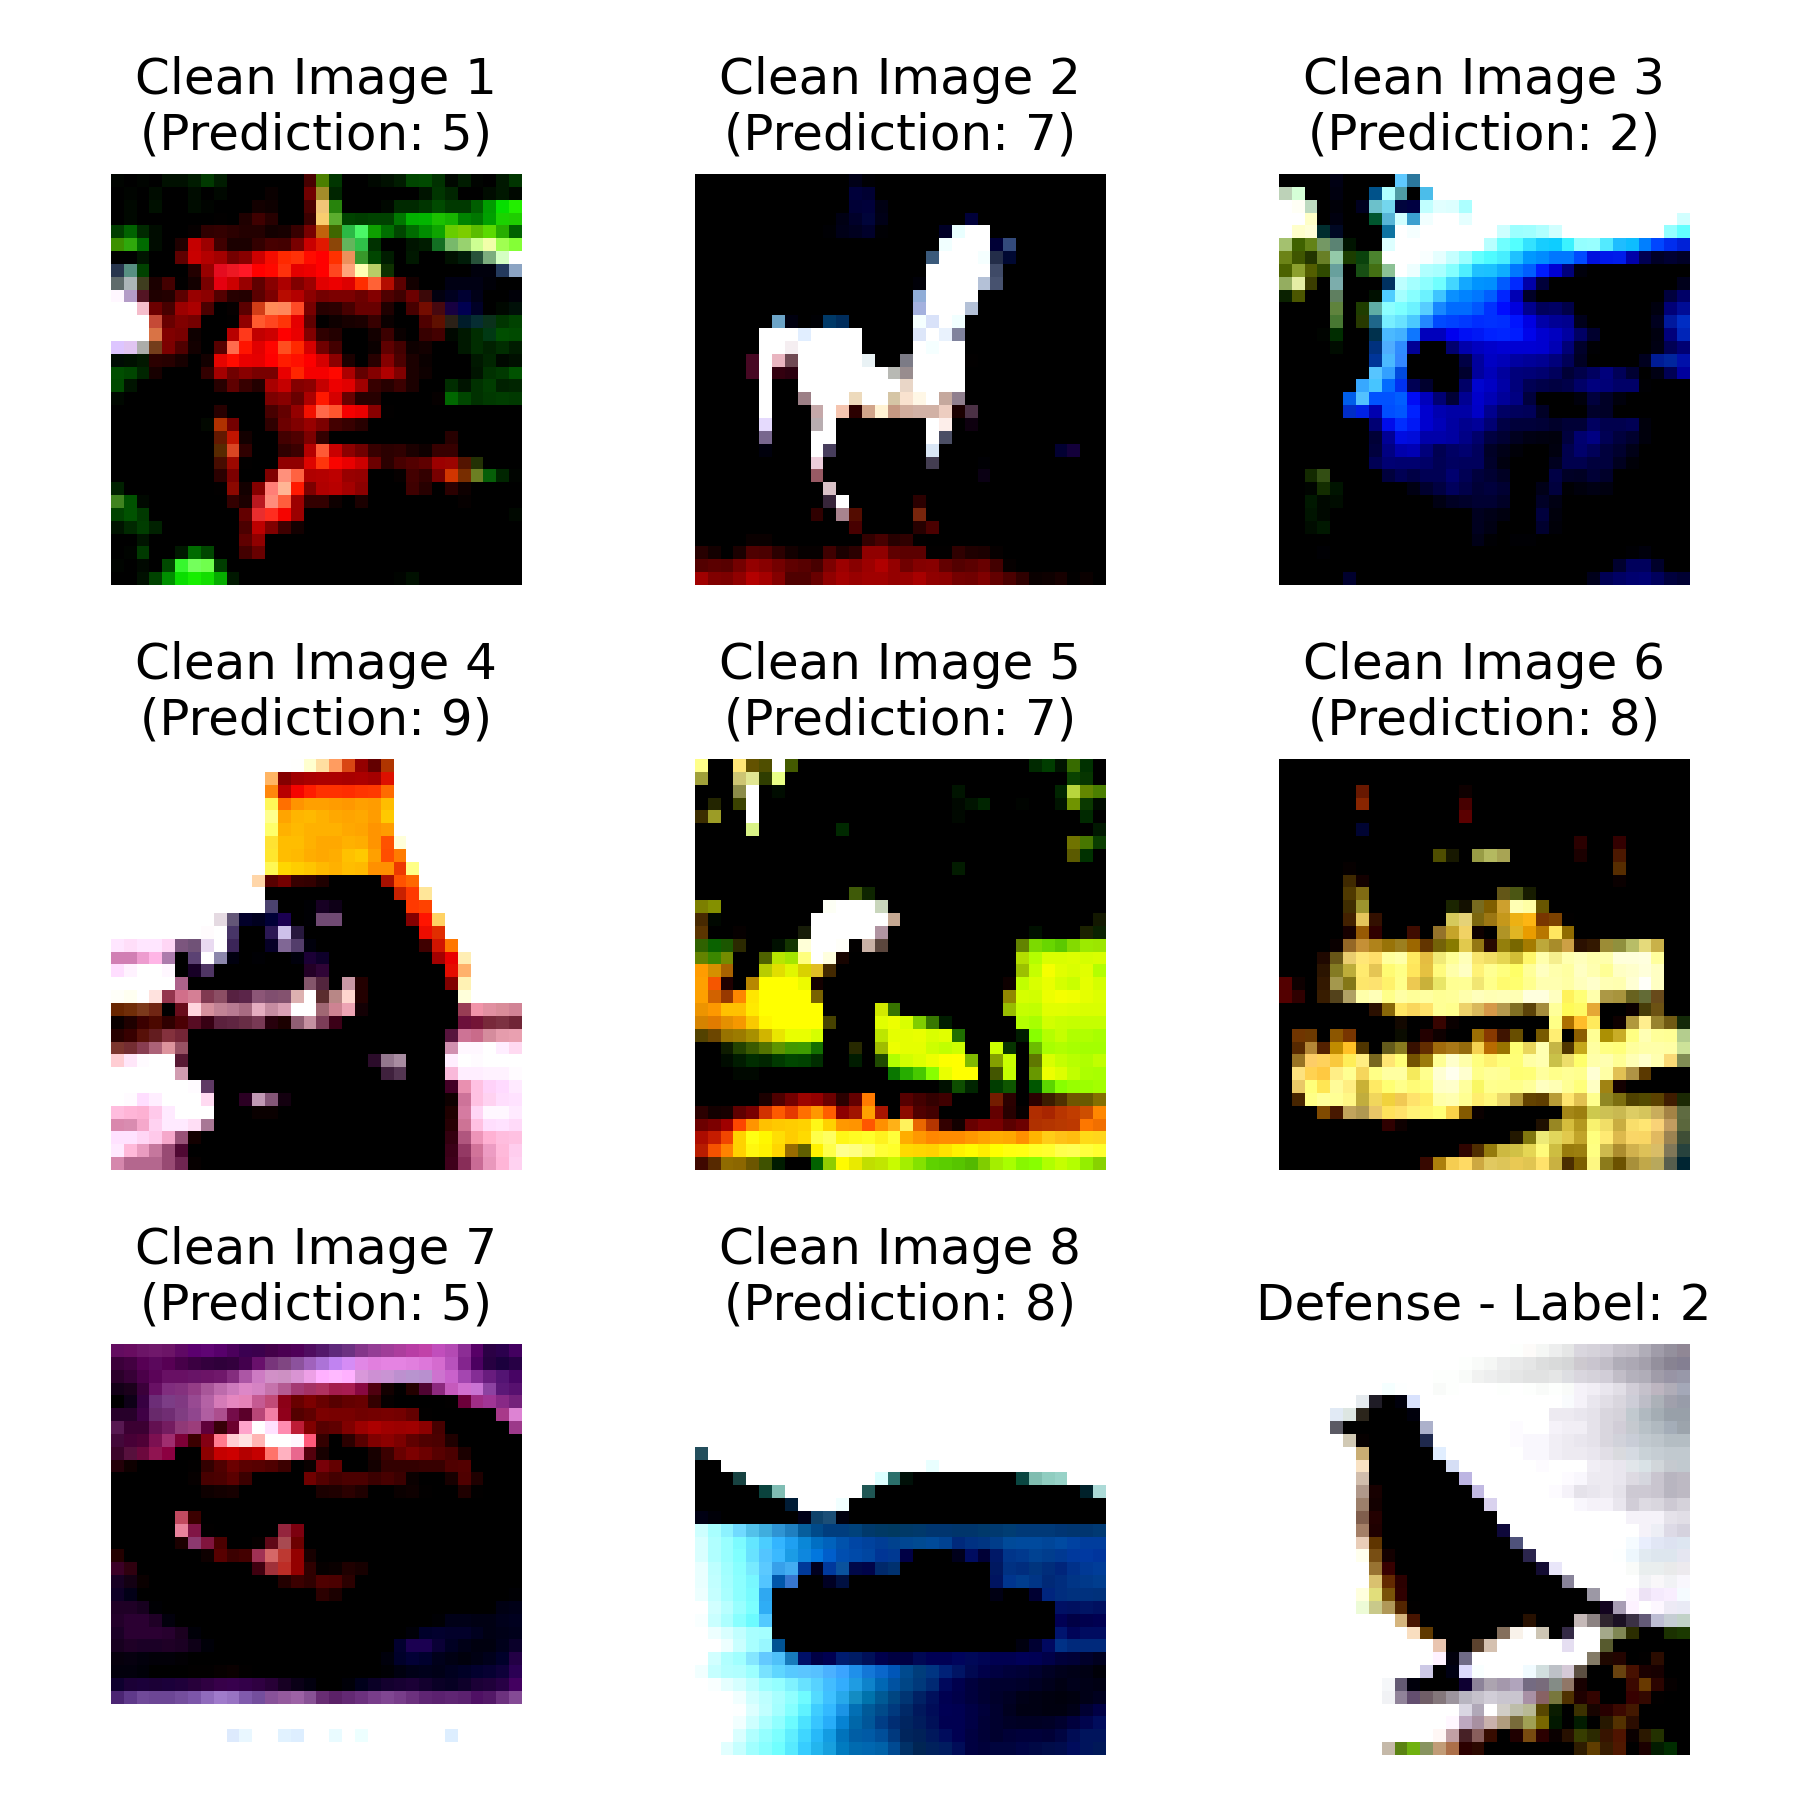 Clean Image 1
(Prediction: 5)
Clean Image 2
(Prediction: 7)
Clean Image 3
(Prediction: 2)
Clean Image 4
(Prediction: 9)
Clean Image 5
(Prediction: 7)
Clean Image 6
(Prediction: 8)
Clean Image 7
(Prediction: 5)
Clean Image 8
(Prediction: 8)
Defense - Label: 2